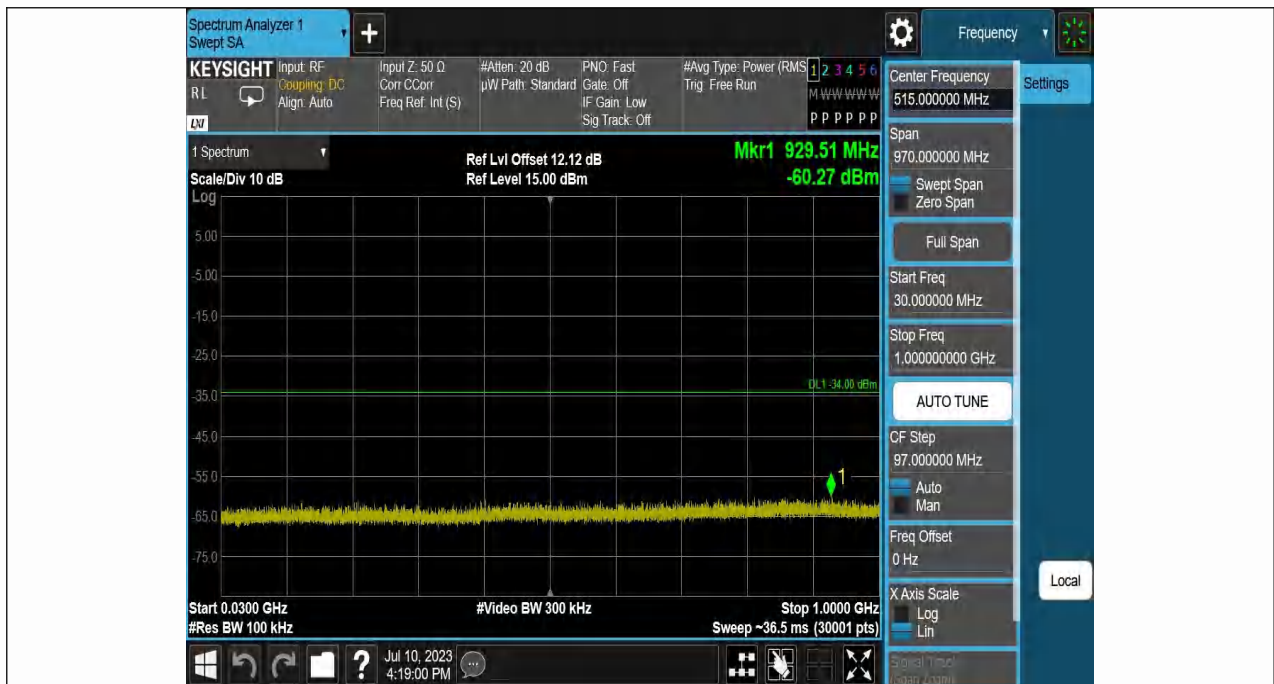 Spectrum Analyzer 1
Swept SA
+
Frequency
KEYSIGHT
RL
LXI
Input: RF
Coupling: DC
Align: Auto
Input Z: 50 Ω
Corr CCorr
Freq Ref: Int (S)
#Atten: 20 dB
µW Path: Standard
PNO: Fast
Gate: Off
IF Gain: Low
Sig Track: Off
#Avg Type: Power (RMS
Trig: Free Run
1 2 3 4 5 6
M W W W W W
P P P P P P
Center Frequency
515.000000 MHz
Settings
Span
970.000000 MHz
Swept Span
Zero Span
Full Span
Start Freq
30.000000 MHz
Stop Freq
1.000000000 GHz
AUTO TUNE
CF Step
97.000000 MHz
Auto
Man
Freq Offset
0 Hz
X Axis Scale
Log
Lin
Signal Track
(Span Zoom)
Local
1 Spectrum
Scale/Div 10 dB
Log
Ref Lvl Offset 12.12 dB
Ref Level 15.00 dBm
Mkr1 929.51 MHz
-60.27 dBm
5.00
-5.00
-15.0
-25.0
DL1 -34.00 dBm
-35.0
-45.0
-55.0
1
-65.0
-75.0
Start 0.0300 GHz
#Res BW 100 kHz
#Video BW 300 kHz
Stop 1.0000 GHz
Sweep ~36.5 ms (30001 pts)
?
Jul 10, 2023
4:19:00 PM